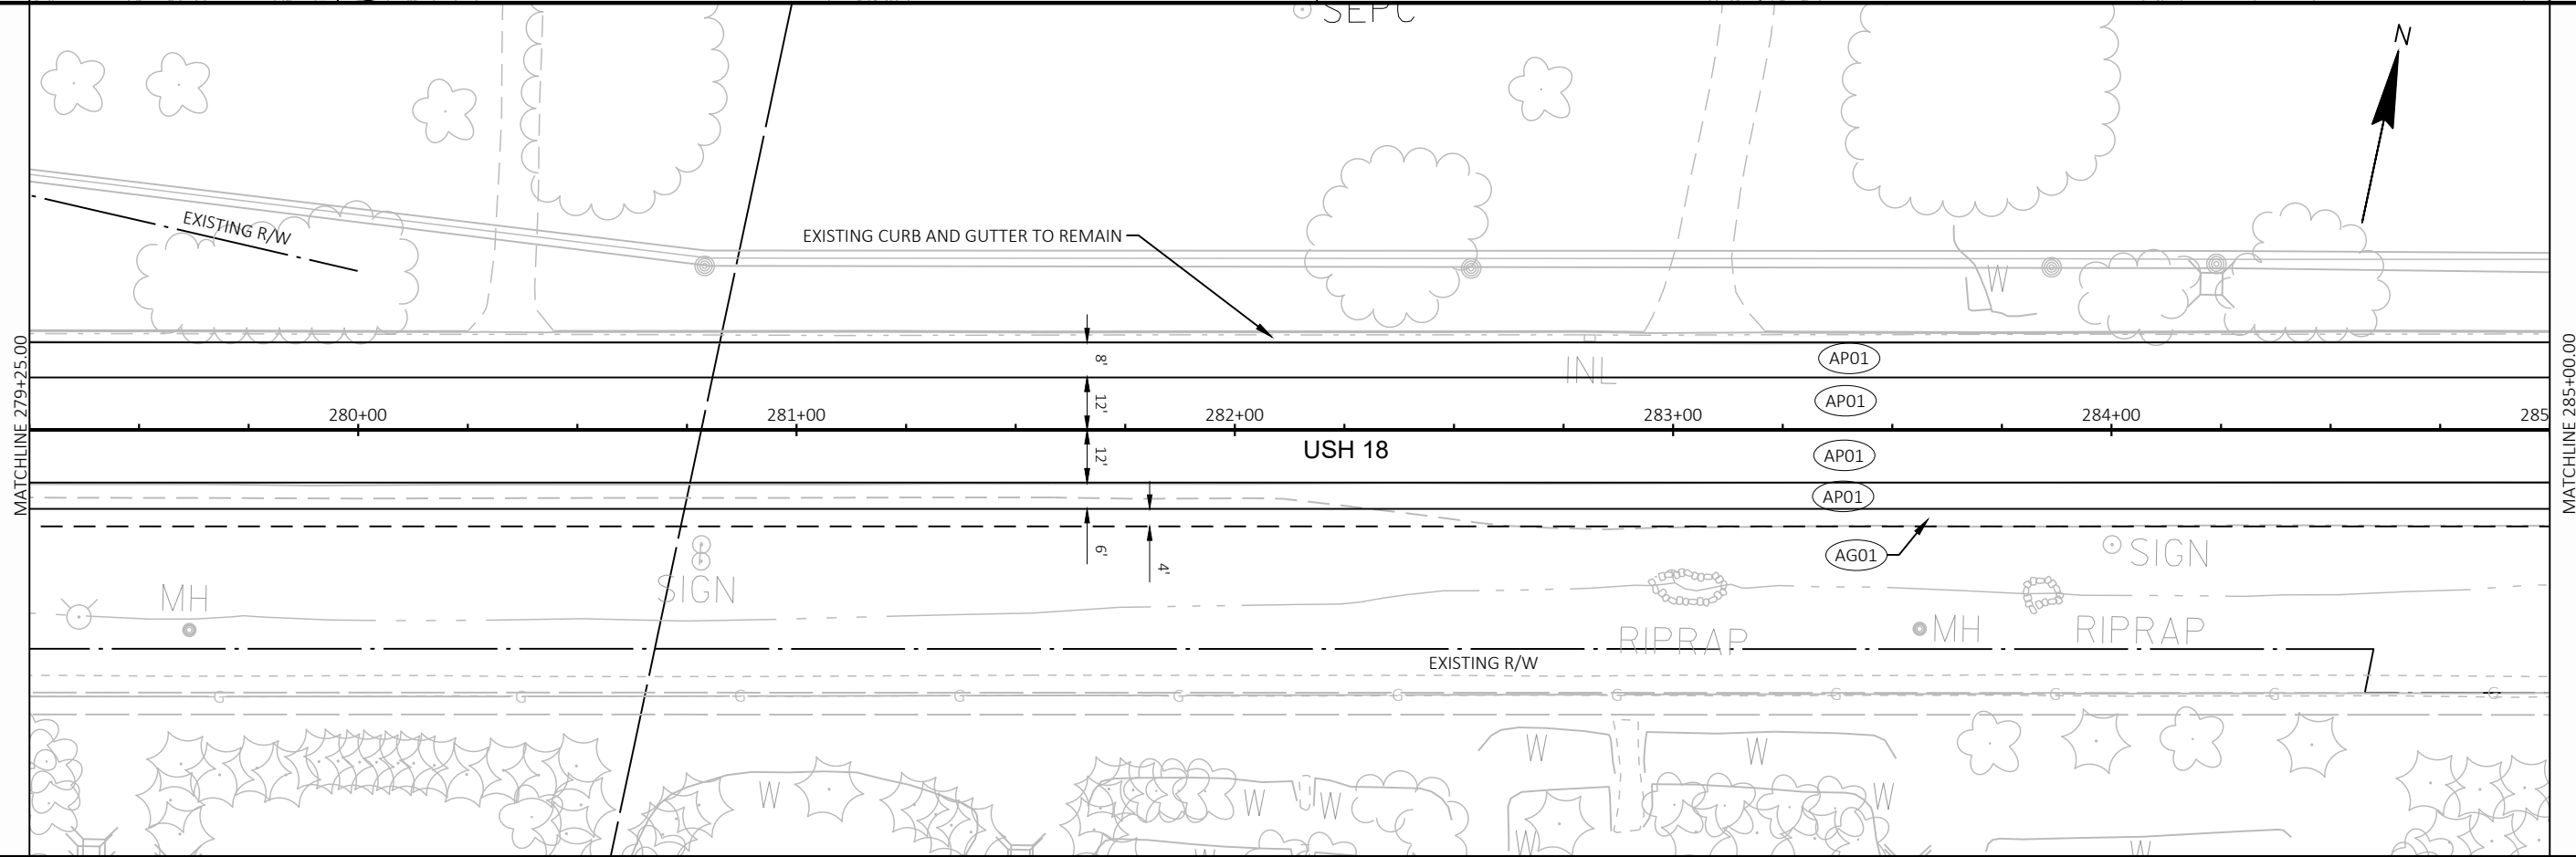 SEPC
N
EXISTING R/W
EXISTING CURB AND GUTTER TO REMAIN
W
MATCHLINE 279+25.00
MATCHLINE 285+00.00
8'
INL
AP01
12'
AP01
280+00
281+00
282+00
283+00
284+00
285
USH 18
12'
AP01
AP01
6'
4'
AG01
SIGN
SIGN
MH
RIPRAP
MH
RIPRAP
EXISTING R/W
G G G G G G G G G G G
W
W
W
W
W
W
W
W
W